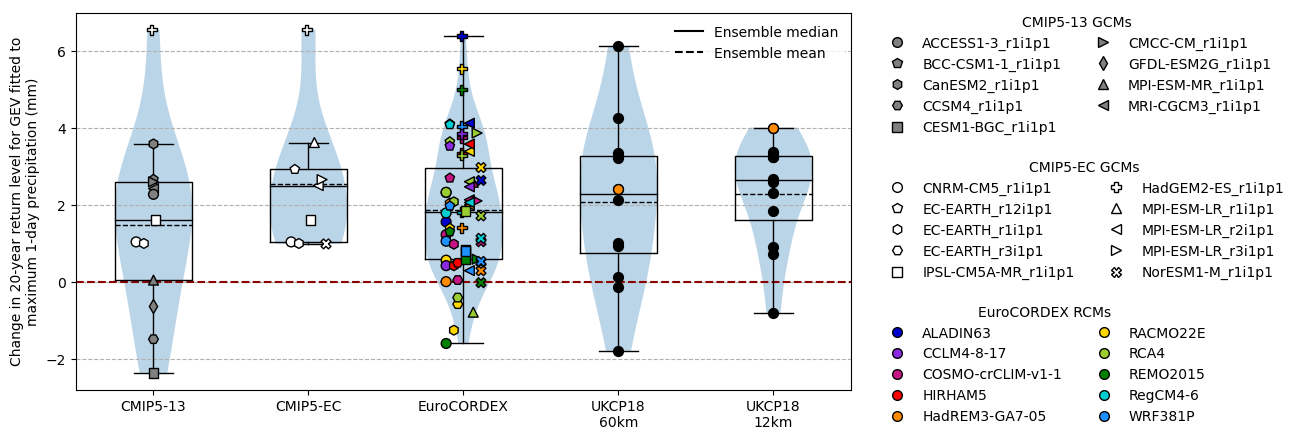 Change in 20-year return level for GEV fitted to
maximum 1-day precipitation (mm)
6
4
2
0
−2
Ensemble median
Ensemble mean
CMIP5-13
CMIP5-EC
EuroCORDEX
UKCP18
60km
UKCP18
12km
CMIP5-13 GCMs
ACCESS1-3_r1i1p1
BCC-CSM1-1_r1i1p1
CanESM2_r1i1p1
CCSM4_r1i1p1
CESM1-BGC_r1i1p1
CMCC-CM_r1i1p1
GFDL-ESM2G_r1i1p1
MPI-ESM-MR_r1i1p1
MRI-CGCM3_r1i1p1
CMIP5-EC GCMs
CNRM-CM5_r1i1p1
EC-EARTH_r12i1p1
EC-EARTH_r1i1p1
EC-EARTH_r3i1p1
IPSL-CM5A-MR_r1i1p1
HadGEM2-ES_r1i1p1
MPI-ESM-LR_r1i1p1
MPI-ESM-LR_r2i1p1
MPI-ESM-LR_r3i1p1
NorESM1-M_r1i1p1
EuroCORDEX RCMs
ALADIN63
CCLM4-8-17
COSMO-crCLIM-v1-1
HIRHAM5
HadREM3-GA7-05
RACMO22E
RCA4
REMO2015
RegCM4-6
WRF381P